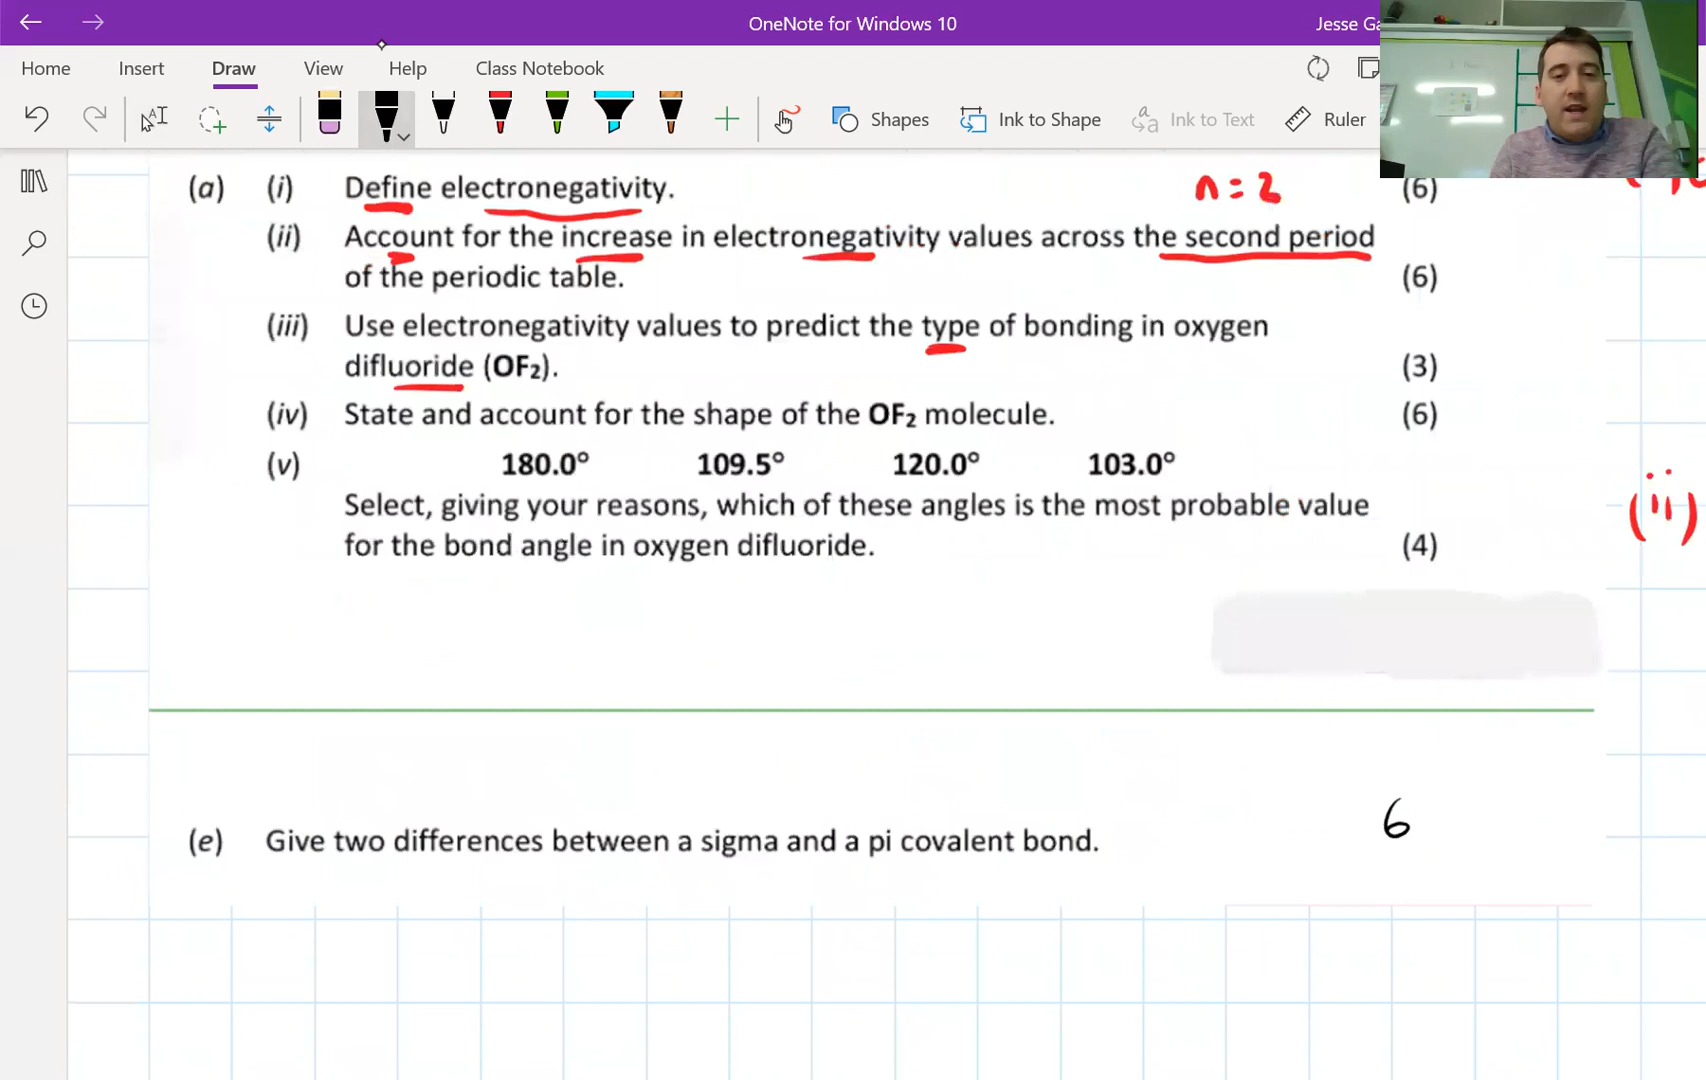 OneNote for Windows 10
Jesse Ga
Home Insert Draw View Help Class Notebook
Shapes Ink to Shape Ink to Text Ruler
(a) (i) Define electronegativity. n = 2 (6)
(ii) Account for the increase in electronegativity values across the second period
of the periodic table. (6)
(iii) Use electronegativity values to predict the type of bonding in oxygen
difluoride (OF₂). (3)
(iv) State and account for the shape of the OF₂ molecule. (6)
(v) 180.0° 109.5° 120.0° 103.0°
Select, giving your reasons, which of these angles is the most probable value
for the bond angle in oxygen difluoride. (4)
(ii)
6
(e) Give two differences between a sigma and a pi covalent bond.